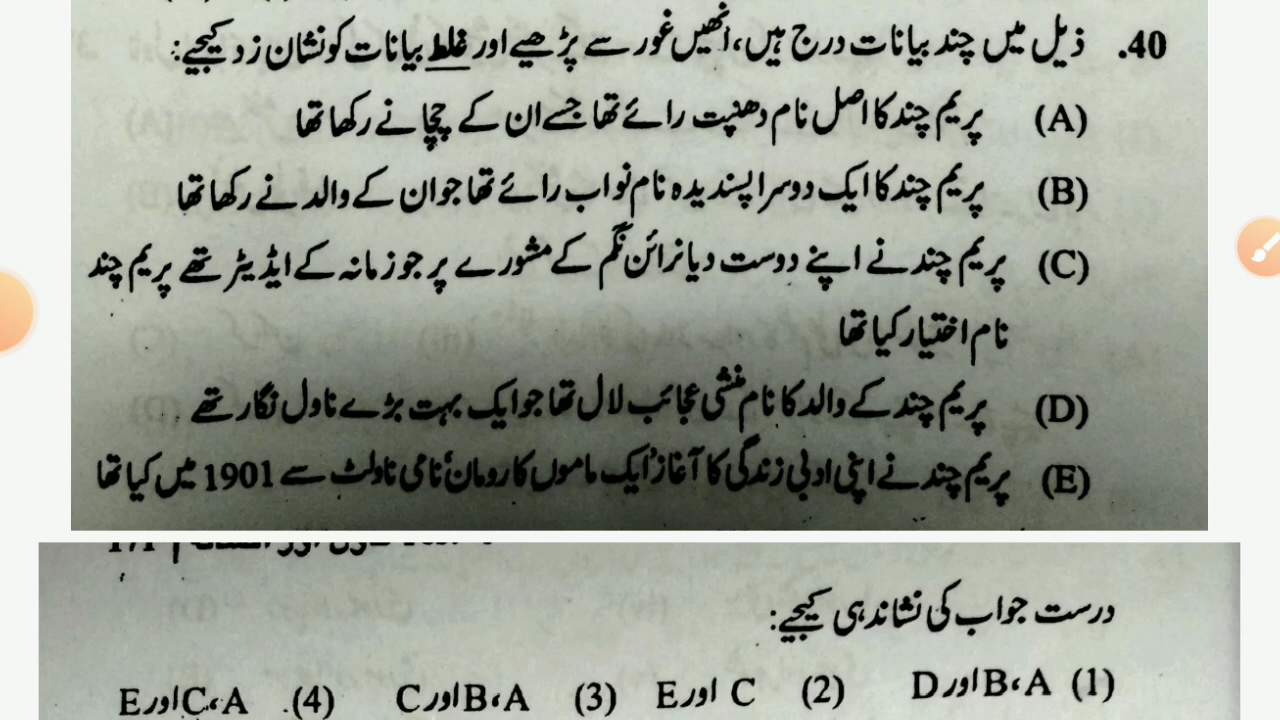 40. ذیل میں چند بیانات درج ہیں، انھیں غور سے پڑھیے اور غلط بیانات کو نشان زد کیجیے:
(A) پریم چند کا اصل نام دھنپت رائے تھا جسے ان کے چچا نے رکھا تھا
(B) پریم چند کا ایک دوسرا پسندیدہ نام نواب رائے تھا جو ان کے والد نے رکھا تھا
(C) پریم چند نے اپنے دوست دیا نرائن نگم کے مشورے پر جو زمانہ کے ایڈیٹر تھے پریم چند
نام اختیار کیا تھا
(D) پریم چند کے والد کا نام منشی عجائب لال تھا جو ایک بہت بڑے ناول نگار تھے
(E) پریم چند نے اپنی ادبی زندگی کا آغاز 'ایک ماموں کا رومان' نامی ناولٹ سے 1901 میں کیا تھا
درست جواب کی نشاندہی کیجیے:
(1) A، B اور D (2) C اور E (3) A، B اور C (4) A، C اور E